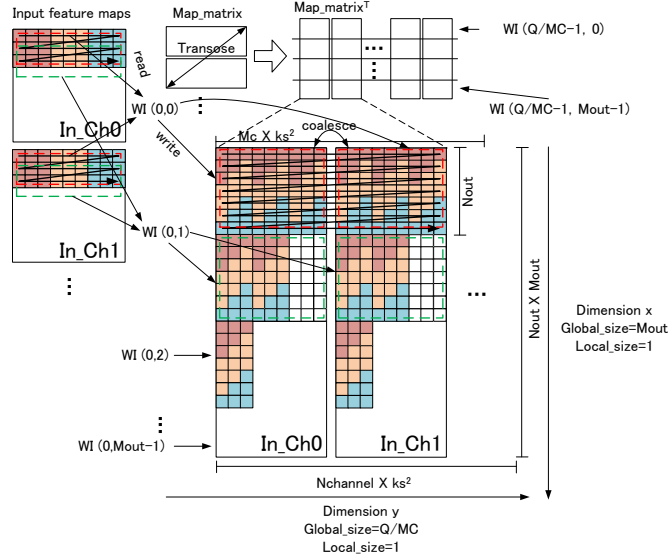 Input feature maps
Map_matrix
Map_matrixᵀ
Transose
WI (Q/MC-1, 0)
read
In_Ch0
WI (0,0)
WI (Q/MC-1, Mout-1)
write
coalesce
Mc X ks²
In_Ch1
WI (0,1)
Nout
Nout X Mout
Dimension x
Global_size=Mout
Local_size=1
WI (0,2)
WI (0,Mout-1)
In_Ch0
In_Ch1
Nchannel X ks²
Dimension y
Global_size=Q/MC
Local_size=1